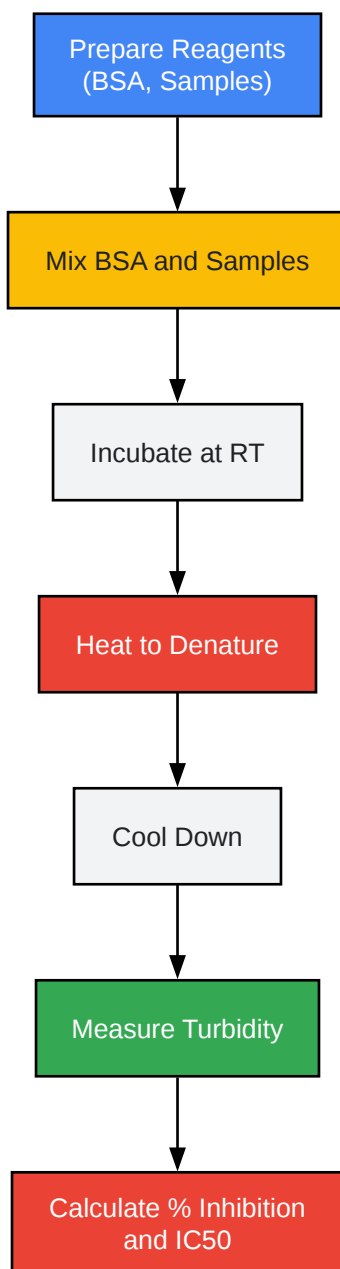 Prepare Reagents
(BSA, Samples)
Mix BSA and Samples
Incubate at RT
Heat to Denature
Cool Down
Measure Turbidity
Calculate % Inhibition
and IC50